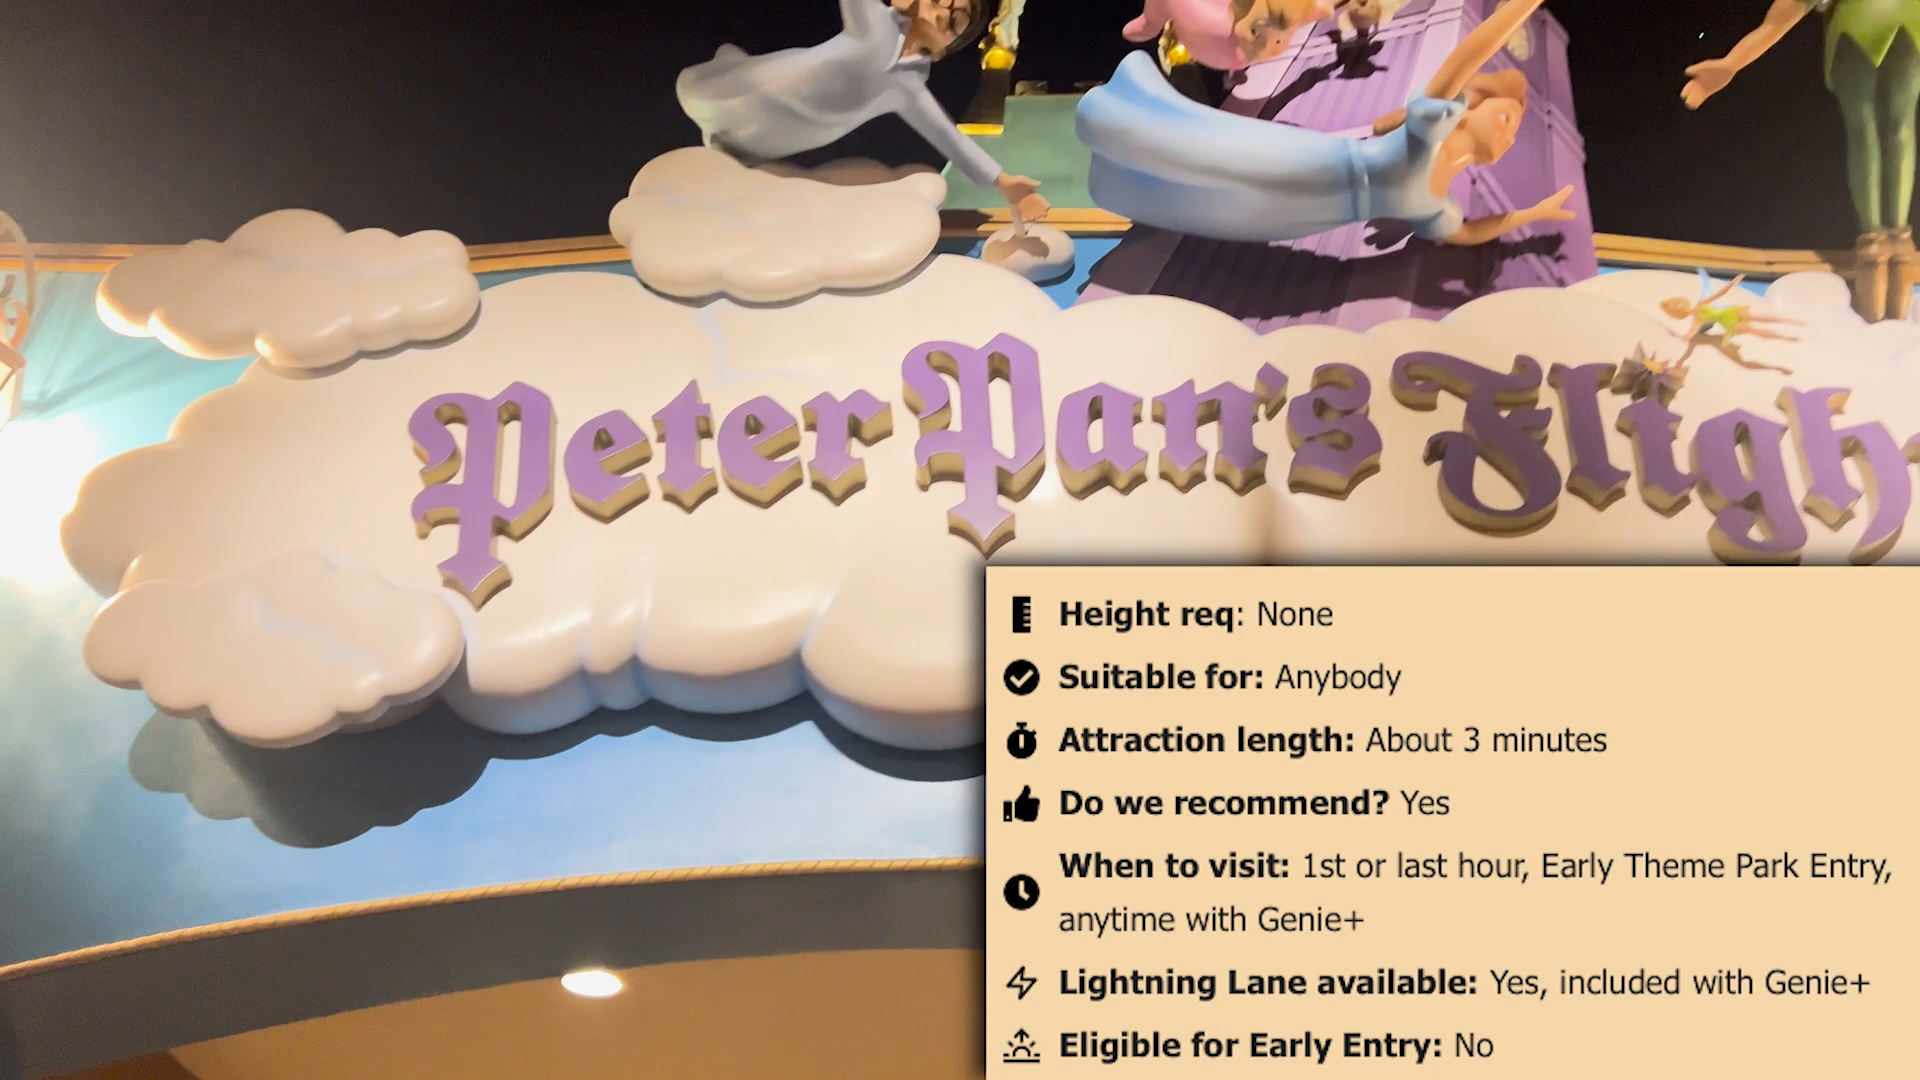 Peter Pan's Fligh
Height req: None
Suitable for: Anybody
Attraction length: About 3 minutes
Do we recommend? Yes
When to visit: 1st or last hour, Early Theme Park Entry,
anytime with Genie+
Lightning Lane available: Yes, included with Genie+
Eligible for Early Entry: No